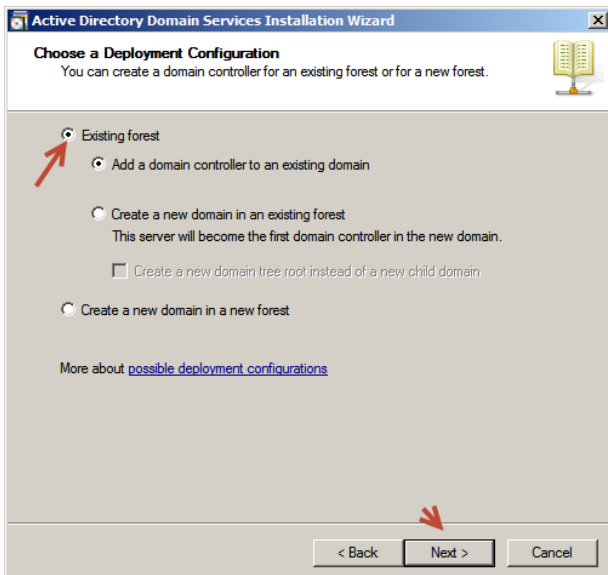 Active Directory Domain Services Installation Wizard
Choose a Deployment Configuration
You can create a domain controller for an existing forest or for a new forest.
Existing forest
Add a domain controller to an existing domain
Create a new domain in an existing forest
This server will become the first domain controller in the new domain.
Create a new domain tree root instead of a new child domain
Create a new domain in a new forest
More about possible deployment configurations
< Back Next > Cancel